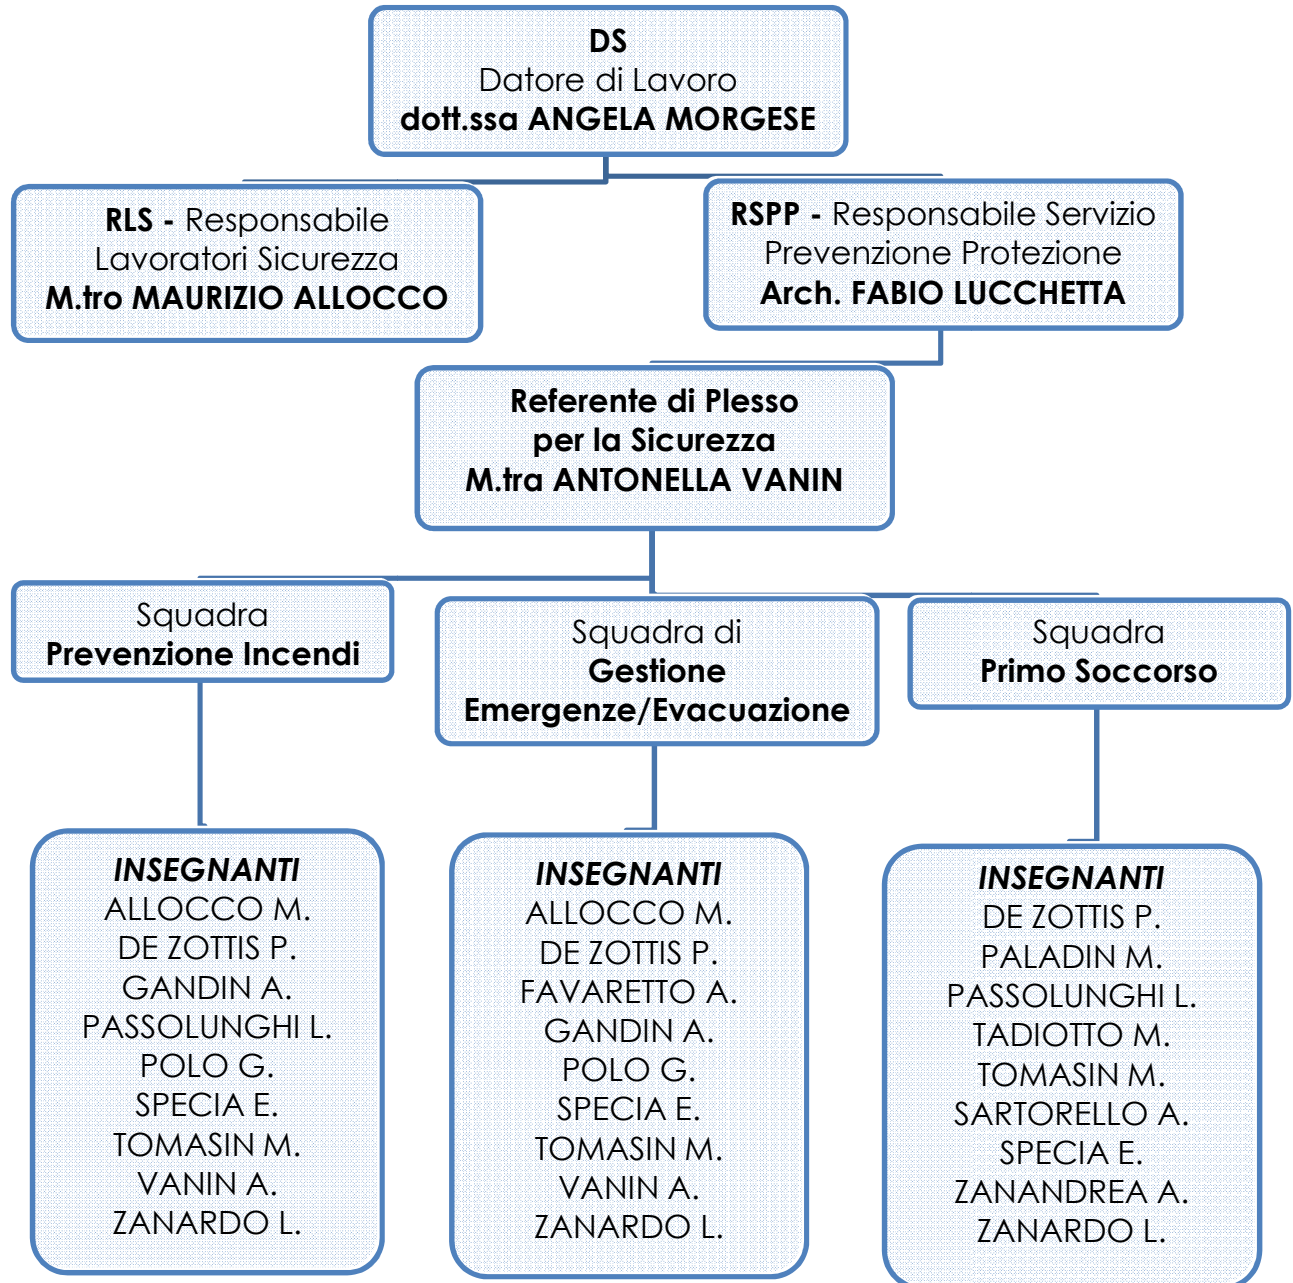 DS
Datore di Lavoro
dott.ssa ANGELA MORGESE
RLS - Responsabile
Lavoratori Sicurezza
M.tro MAURIZIO ALLOCCO
RSPP - Responsabile Servizio
Prevenzione Protezione
Arch. FABIO LUCCHETTA
Referente di Plesso
per la Sicurezza
M.tra ANTONELLA VANIN
Squadra
Prevenzione Incendi
Squadra di
Gestione
Emergenze/Evacuazione
Squadra
Primo Soccorso
INSEGNANTI
ALLOCCO M.
DE ZOTTIS P.
GANDIN A.
PASSOLUNGHI L.
POLO G.
SPECIA E.
TOMASIN M.
VANIN A.
ZANARDO L.
INSEGNANTI
ALLOCCO M.
DE ZOTTIS P.
FAVARETTO A.
GANDIN A.
POLO G.
SPECIA E.
TOMASIN M.
VANIN A.
ZANARDO L.
INSEGNANTI
DE ZOTTIS P.
PALADIN M.
PASSOLUNGHI L.
TADIOTTO M.
TOMASIN M.
SARTORELLO A.
SPECIA E.
ZANANDREA A.
ZANARDO L.